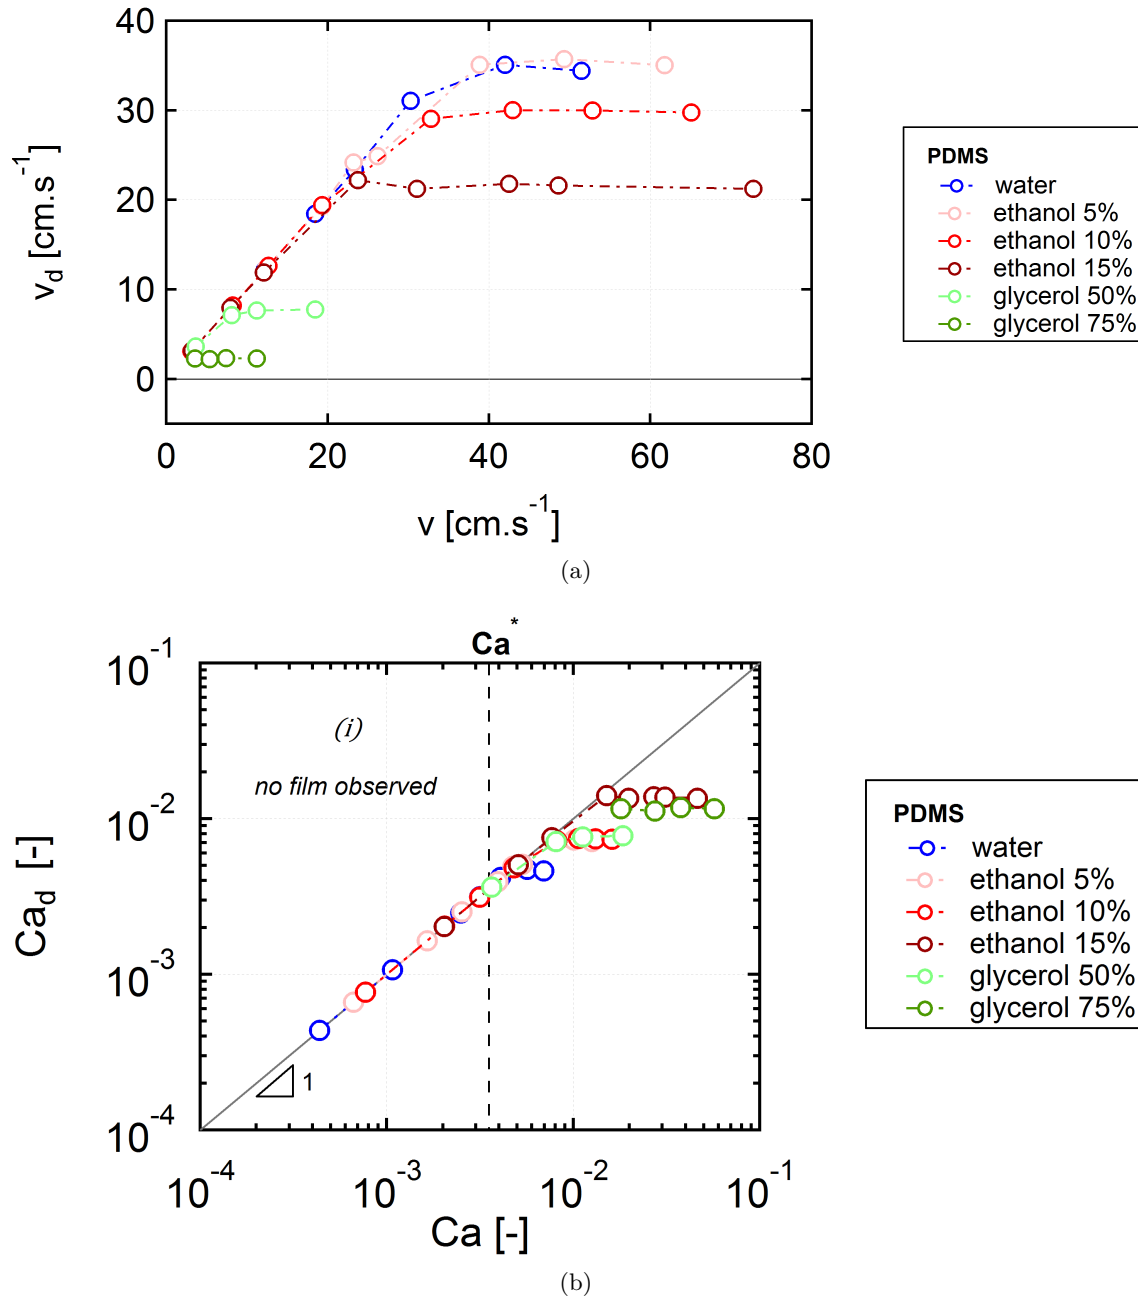 40
30
20
10
0
v_d [cm.s^-1]
0 20 40 60 80
v [cm.s^-1]
PDMS
water
ethanol 5%
ethanol 10%
ethanol 15%
glycerol 50%
glycerol 75%
(a)
Ca*
10^-1
10^-2
10^-3
10^-4
Ca_d [-]
(i)
no film observed
1
10^-4 10^-3 10^-2 10^-1
Ca [-]
PDMS
water
ethanol 5%
ethanol 10%
ethanol 15%
glycerol 50%
glycerol 75%
(b)